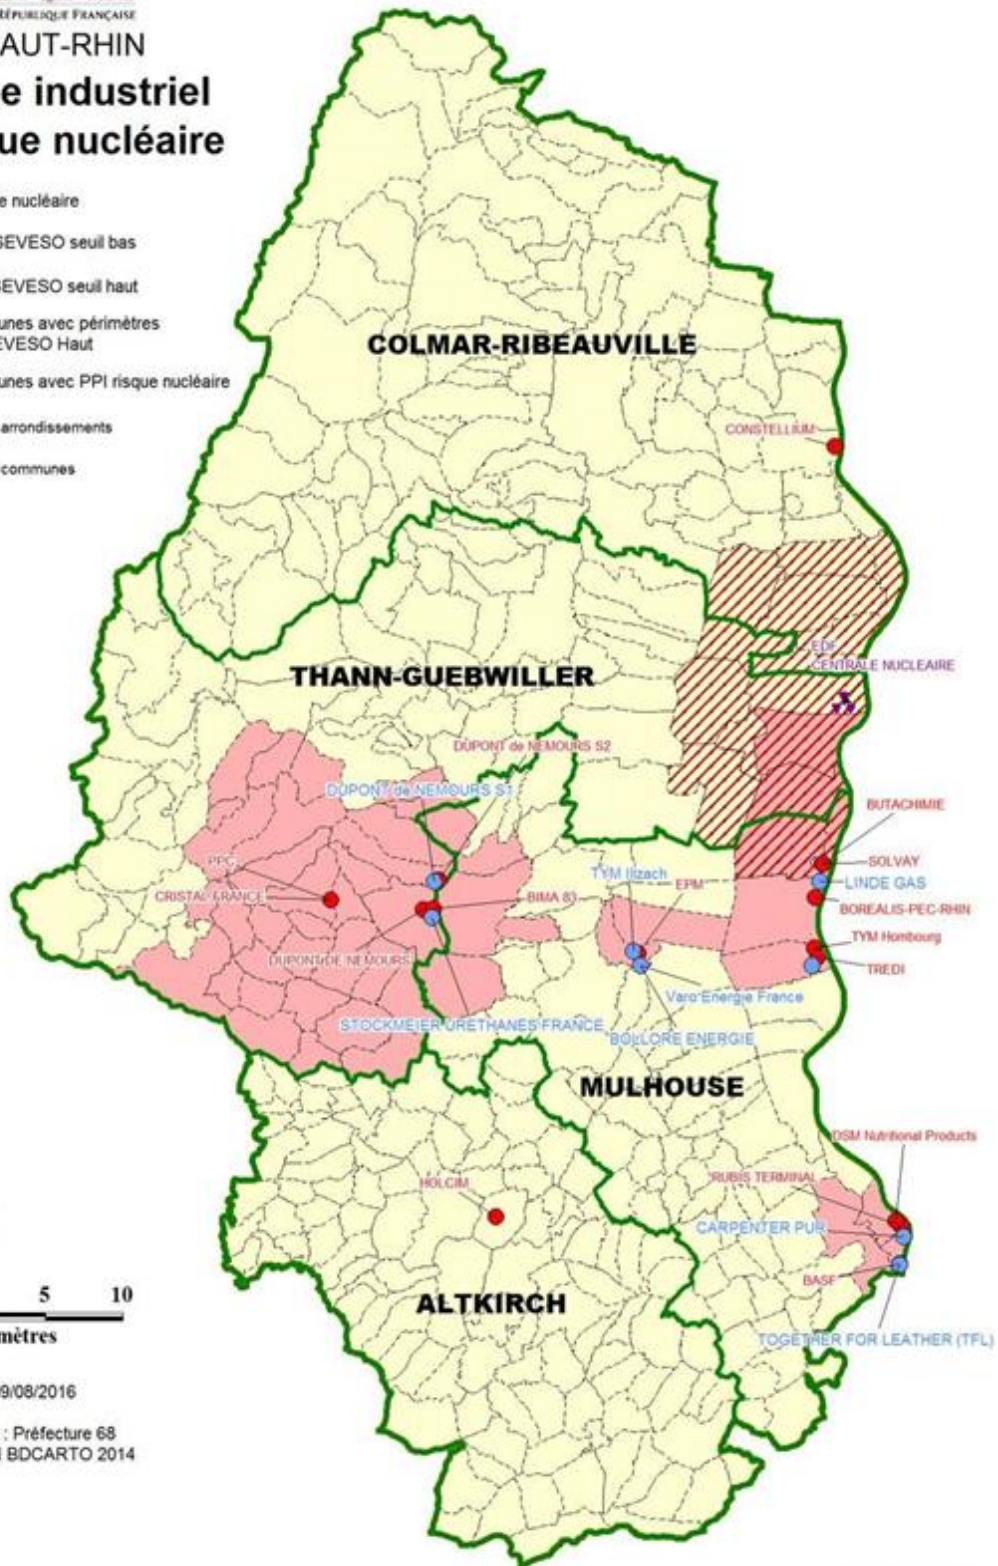 RÉPUBLIQUE FRANÇAISE
AUT-RHIN
e industriel
ue nucléaire
e nucléaire
SEVESO seuil bas
SEVESO seuil haut
unes avec périmètres
EVESO Haut
unes avec PPI risque nucléaire
arrondissements
communes
COLMAR-RIBEAUVILLE
CONSTELLIUM
EDF
CENTRALE NUCLEAIRE
THANN-GUEBWILLER
DUPONT de NEMOURS S2
DUPONT de NEMOURS S1
BUTACHIMIE
PPC
TYM Illzach
EPM
SOLVAY
LINDE GAS
CRISTAL FRANCE
BIMA 83
BOREALIS-PEC-RHIN
TYM Hombourg
DUPONT DE NEMOURS
TREDI
Varo Energie France
STOCKMEIER URETHANES FRANCE
BOLLORE ENERGIE
MULHOUSE
DSM Nutritional Products
RUBIS TERMINAL
HOLCIM
CARPENTER PUR
BASF
ALTKIRCH
TOGETHER FOR LEATHER (TFL)
5 10
mètres
9/08/2016
: Préfecture 68
BDCARTO 2014